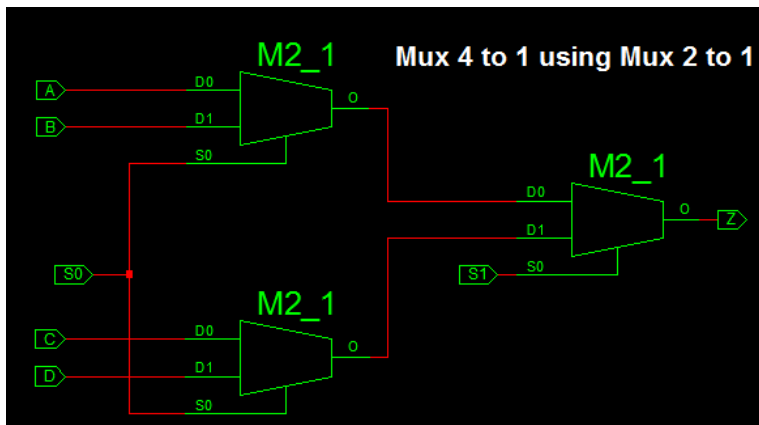 M2_1
Mux 4 to 1 using Mux 2 to 1
A
D0
O
B
D1
S0
M2_1
D0
O
Z
D1
S0
S1
S0
M2_1
C
D0
O
D
D1
S0